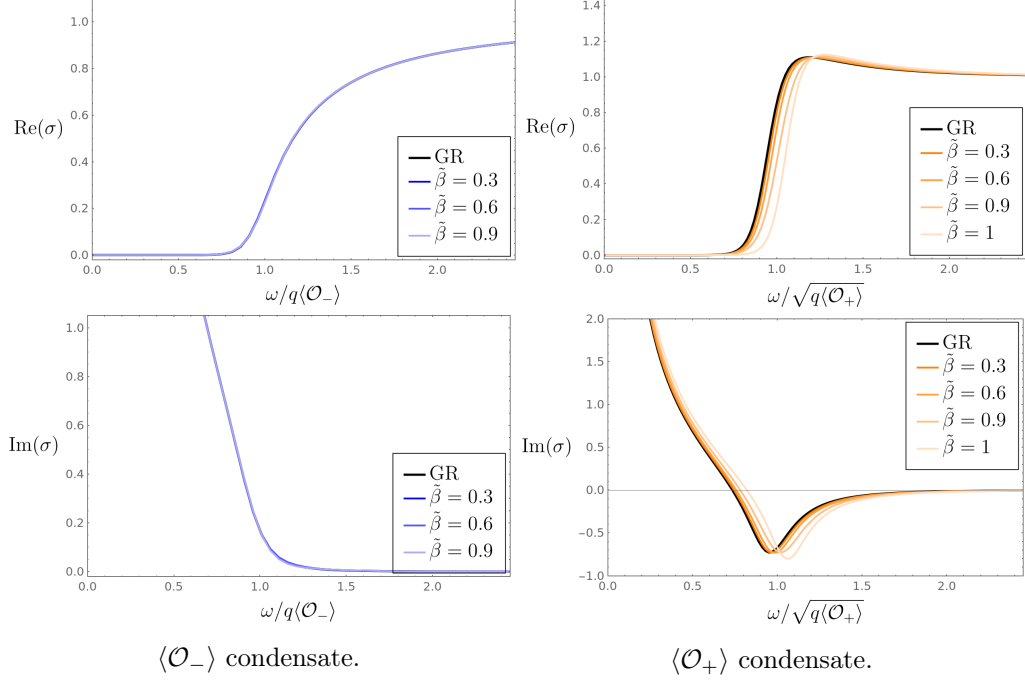 1.0
0.8
0.6
0.4
0.2
0.0
Re(σ)
0.0 0.5 1.0 1.5 2.0
ω/q⟨𝒪₋⟩
GR
β̃ = 0.3
β̃ = 0.6
β̃ = 0.9
1.4
1.2
1.0
0.8
0.6
0.4
0.2
0.0
Re(σ)
0.0 0.5 1.0 1.5 2.0
ω/√q⟨𝒪₊⟩
GR
β̃ = 0.3
β̃ = 0.6
β̃ = 0.9
β̃ = 1
1.0
0.8
0.6
0.4
0.2
0.0
Im(σ)
0.0 0.5 1.0 1.5 2.0
ω/q⟨𝒪₋⟩
GR
β̃ = 0.3
β̃ = 0.6
β̃ = 0.9
2.0
1.5
1.0
0.5
0.0
−0.5
−1.0
Im(σ)
0.0 0.5 1.0 1.5 2.0
ω/√q⟨𝒪₊⟩
GR
β̃ = 0.3
β̃ = 0.6
β̃ = 0.9
β̃ = 1
⟨𝒪₋⟩ condensate.
⟨𝒪₊⟩ condensate.